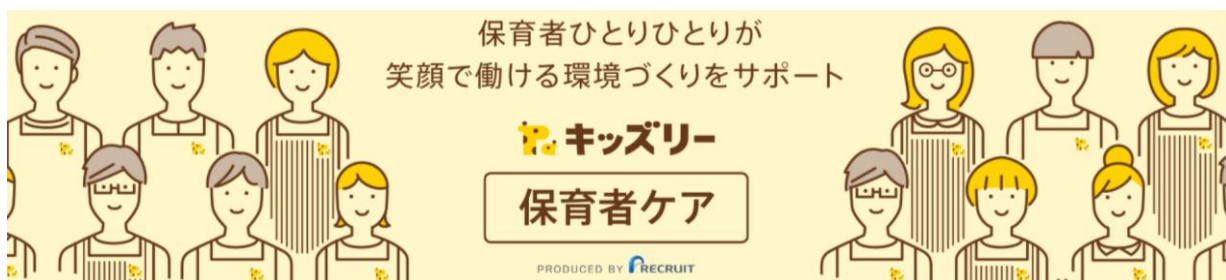 保育者ひとりひとりが
笑顔で働ける環境づくりをサポート
キッズリー
保育者ケア
PRODUCED BY RECRUIT